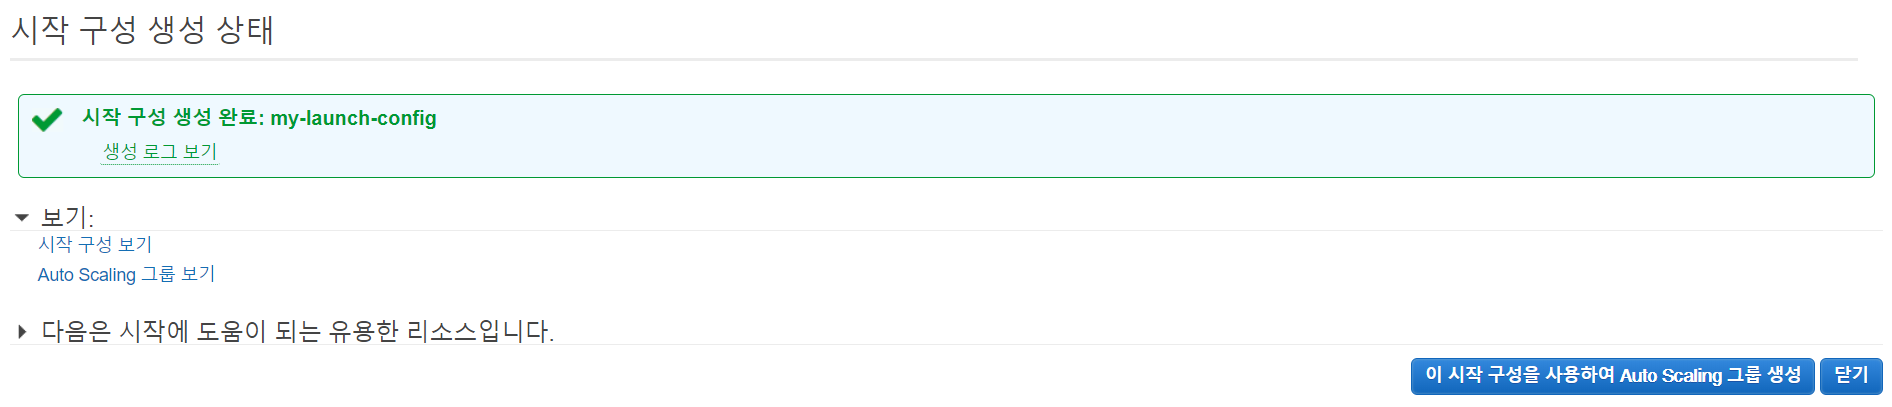 시작 구성 생성 상태
시작 구성 생성 완료: my-launch-config
생성 로그 보기
보기:
시작 구성 보기
Auto Scaling 그룹 보기
다음은 시작에 도움이 되는 유용한 리소스입니다.
이 시작 구성을 사용하여 Auto Scaling 그룹 생성 닫기